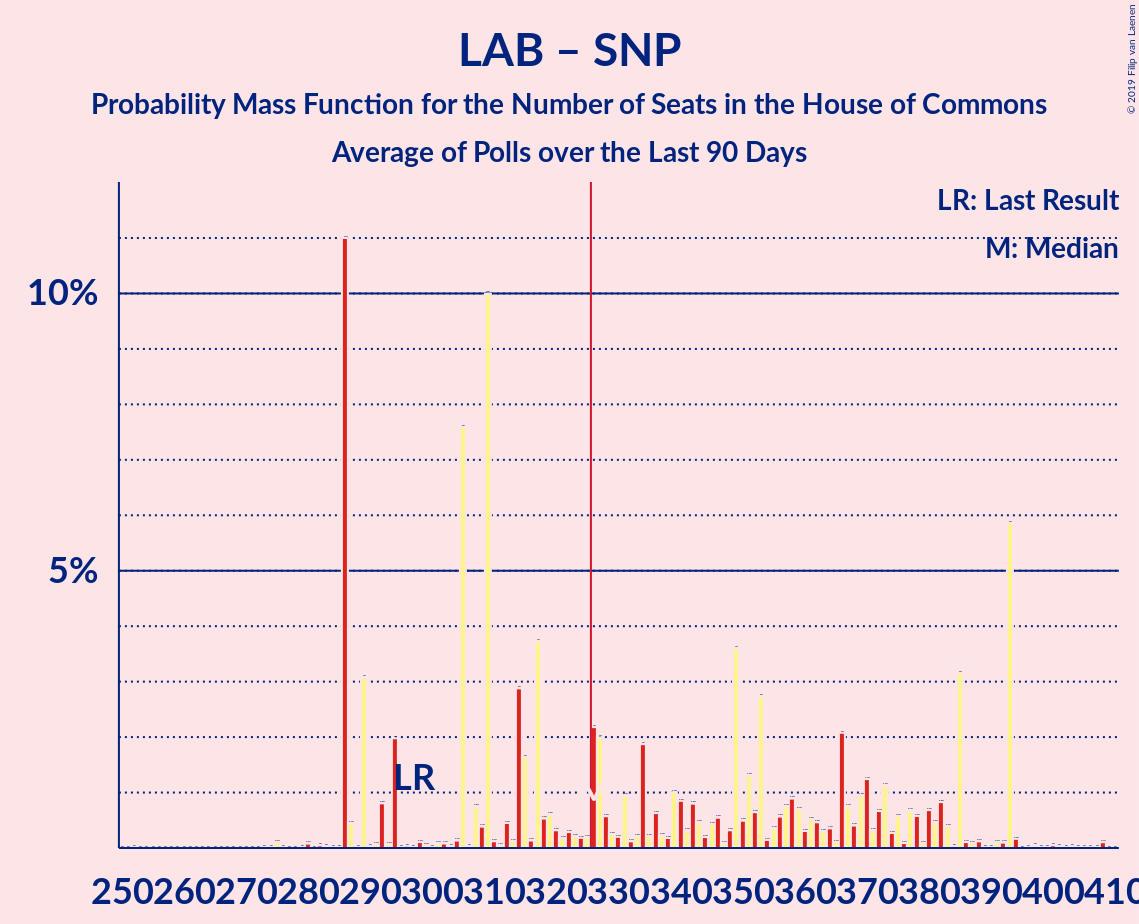 LAB – SNP
Probability Mass Function for the Number of Seats in the House of Commons
Average of Polls over the Last 90 Days
© 2019 Filip van Laenen
LR: Last Result
M: Median
10%
5%
LR
250 260 270 280 290 300 310 320 330 340 350 360 370 380 390 400 410